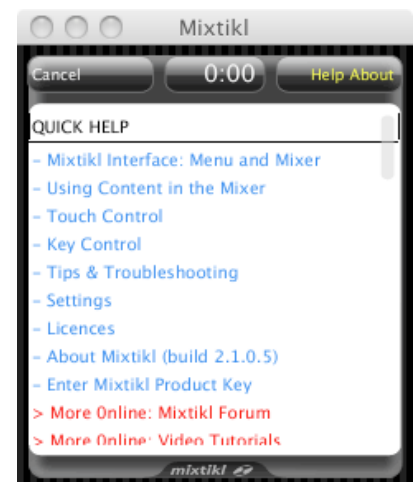 Mixtikl
Cancel 0:00 Help About
QUICK HELP
- Mixtikl Interface: Menu and Mixer
- Using Content in the Mixer
- Touch Control
- Key Control
- Tips & Troubleshooting
- Settings
- Licences
- About Mixtikl (build 2.1.0.5)
- Enter Mixtikl Product Key
> More Online: Mixtikl Forum
> More Online: Video Tutorials
mixtikl